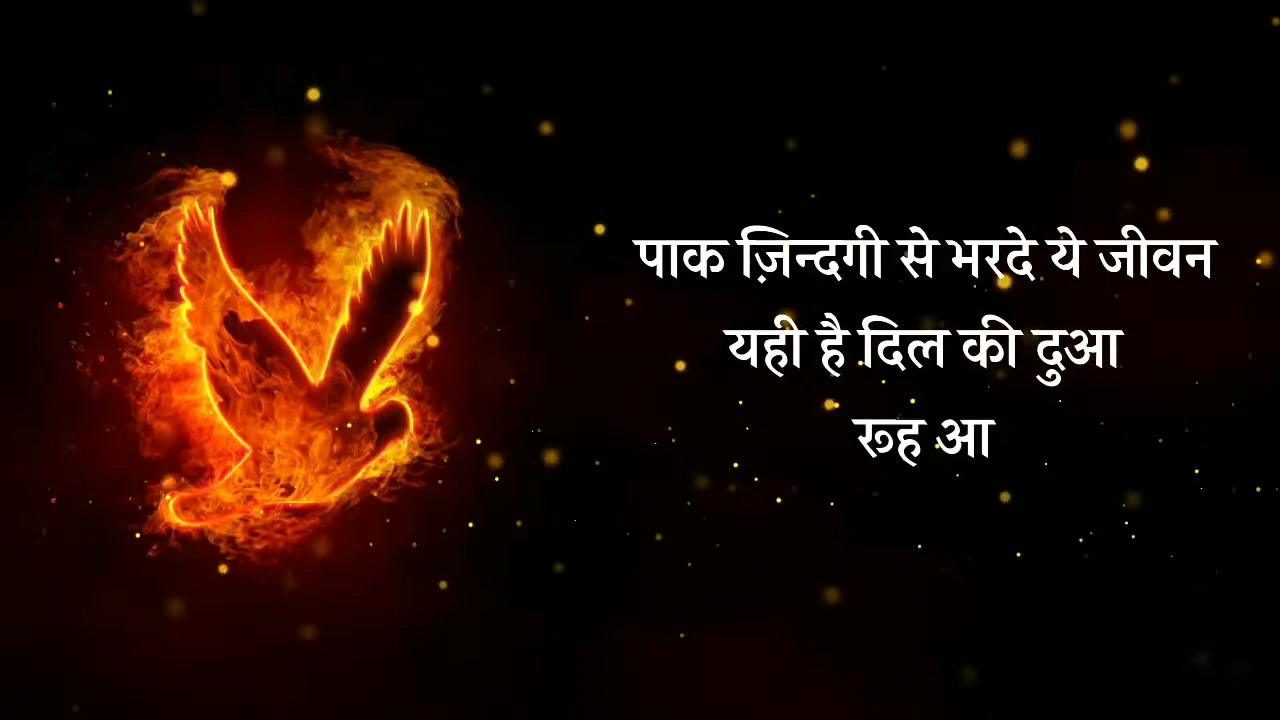 पाक ज़िन्दगी से भरदे ये जीवन
यही है दिल की दुआ
रूह आ